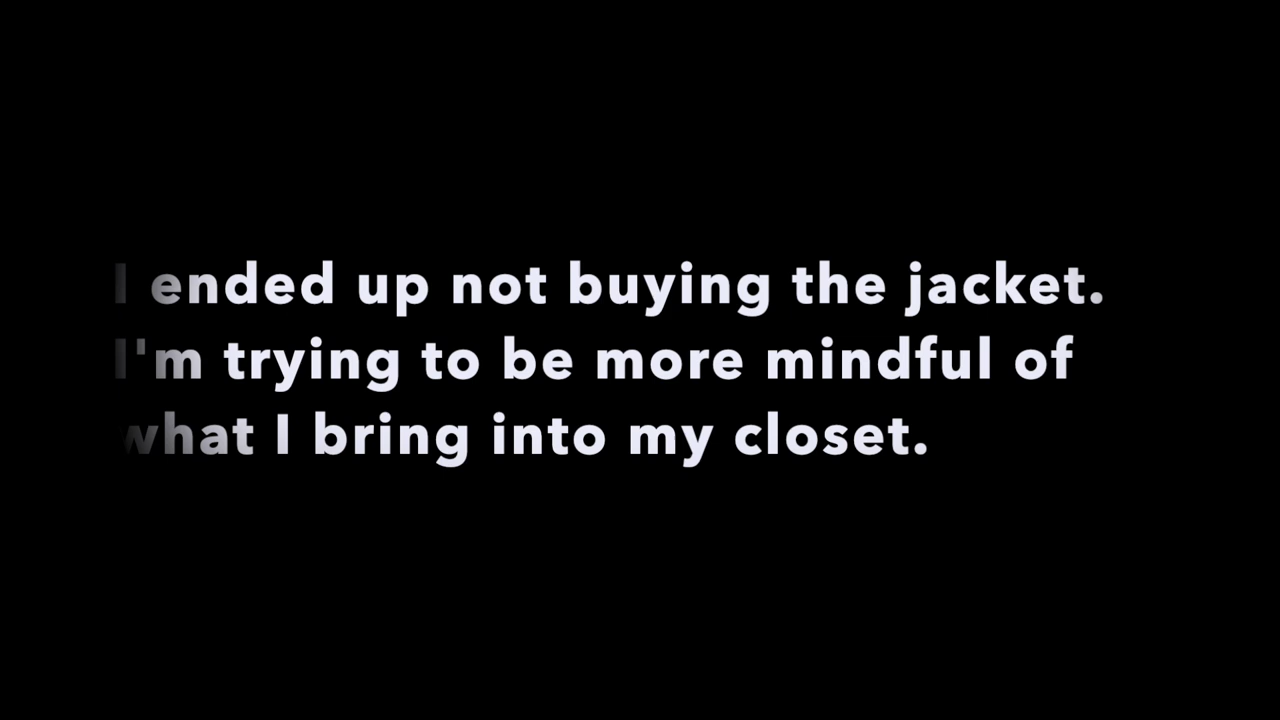 I ended up not buying the jacket.
I'm trying to be more mindful of
what I bring into my closet.